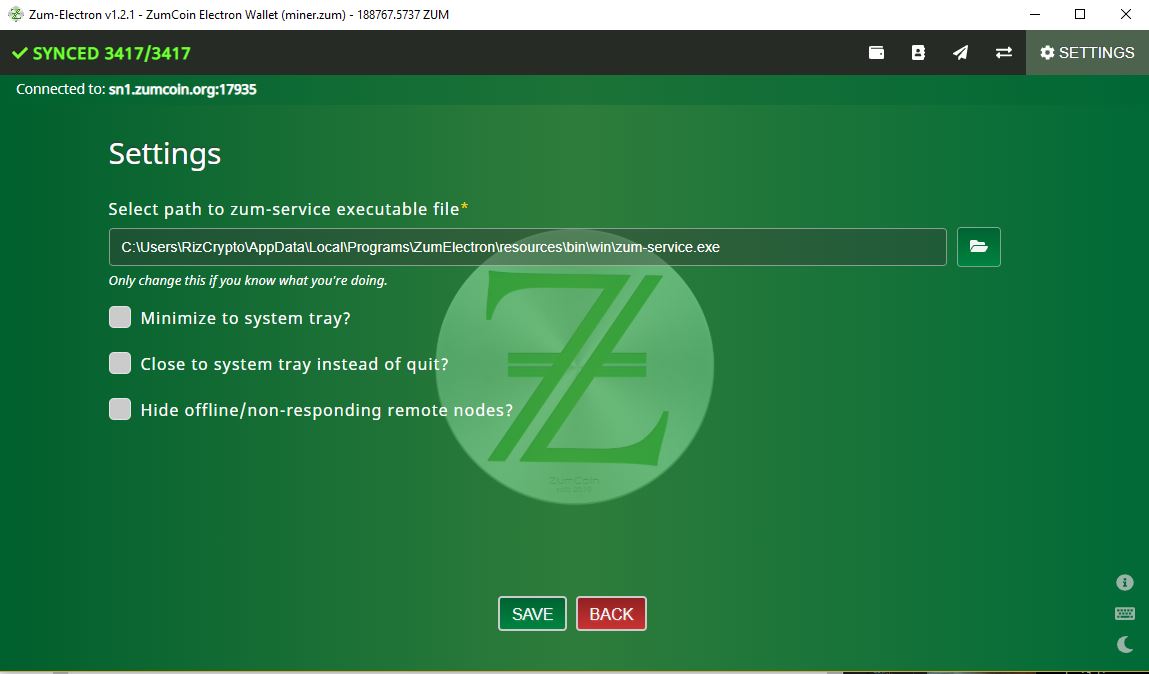 Zum-Electron v1.2.1 - ZumCoin Electron Wallet (miner.zum) - 188767.5737 ZUM
SYNCED 3417/3417
SETTINGS
Connected to: sn1.zumcoin.org:17935
Settings
Select path to zum-service executable file*
C:\Users\RizCrypto\AppData\Local\Programs\ZumElectron\resources\bin\win\zum-service.exe
Only change this if you know what you're doing.
Minimize to system tray?
Close to system tray instead of quit?
Hide offline/non-responding remote nodes?
ZumCoin
SAVE
BACK